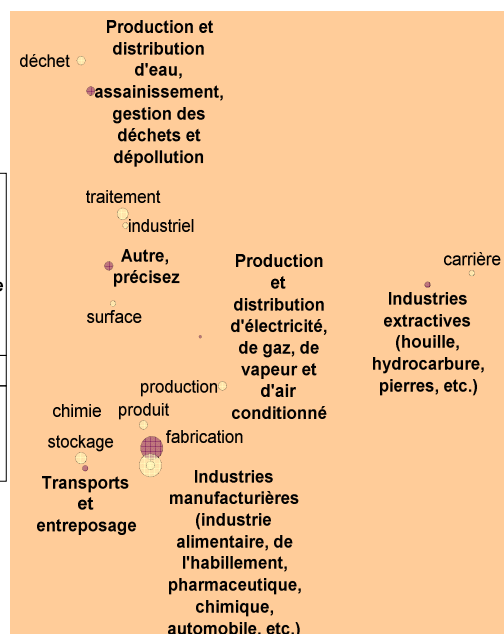 Production et
distribution
d'eau,
assainissement,
gestion des
déchets et
dépollution
déchet
traitement
industriel
Autre,
précisez
surface
Production
et
distribution
d'électricité,
de gaz, de
vapeur et
d'air
conditionné
carrière
Industries
extractives
(houille,
hydrocarbure,
pierres, etc.)
production
chimie
produit
fabrication
stockage
Transports
et
entreposage
Industries
manufacturières
(industrie
alimentaire, de
l'habillement,
pharmaceutique,
chimique,
automobile, etc.)